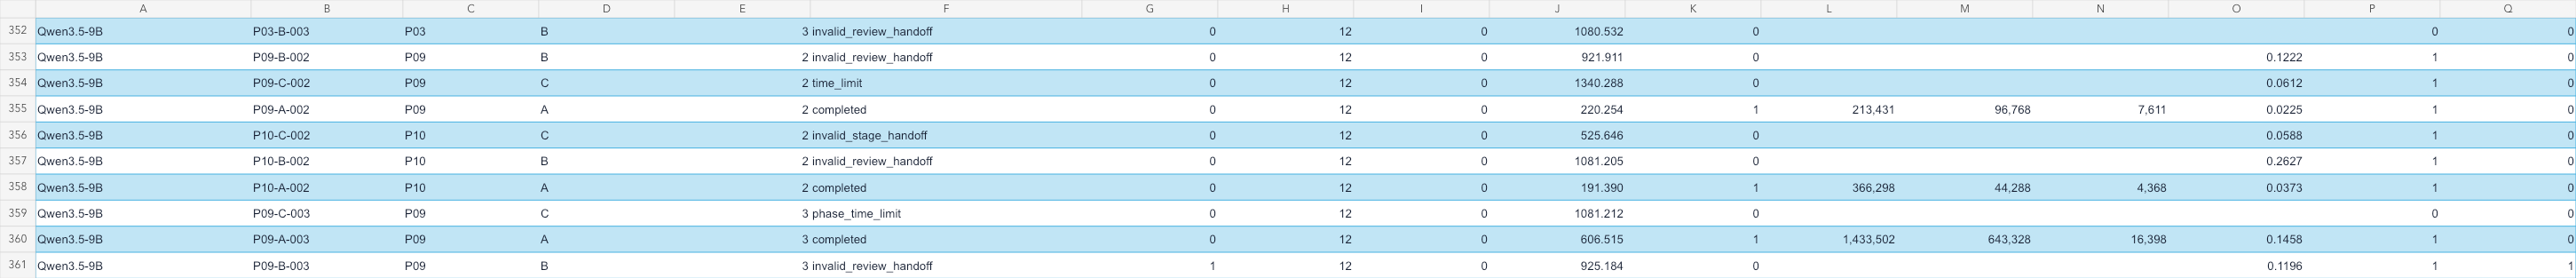 A B C D E F G H I J K L M N O P Q
352 Qwen3.5-9B P03-B-003 P03 B 3 invalid_review_handoff 0 12 0 1080.532 0 0 0
353 Qwen3.5-9B P09-B-002 P09 B 2 invalid_review_handoff 0 12 0 921.911 0 0.1222 1 0
354 Qwen3.5-9B P09-C-002 P09 C 2 time_limit 0 12 0 1340.288 0 0.0612 1 0
355 Qwen3.5-9B P09-A-002 P09 A 2 completed 0 12 0 220.254 1 213,431 96,768 7,611 0.0225 1 0
356 Qwen3.5-9B P10-C-002 P10 C 2 invalid_stage_handoff 0 12 0 525.646 0 0.0588 1 0
357 Qwen3.5-9B P10-B-002 P10 B 2 invalid_review_handoff 0 12 0 1081.205 0 0.2627 1 0
358 Qwen3.5-9B P10-A-002 P10 A 2 completed 0 12 0 191.390 1 366,298 44,288 4,368 0.0373 1 0
359 Qwen3.5-9B P09-C-003 P09 C 3 phase_time_limit 0 12 0 1081.212 0 0 0
360 Qwen3.5-9B P09-A-003 P09 A 3 completed 0 12 0 606.515 1 1,433,502 643,328 16,398 0.1458 1 0
361 Qwen3.5-9B P09-B-003 P09 B 3 invalid_review_handoff 1 12 0 925.184 0 0.1196 1 1